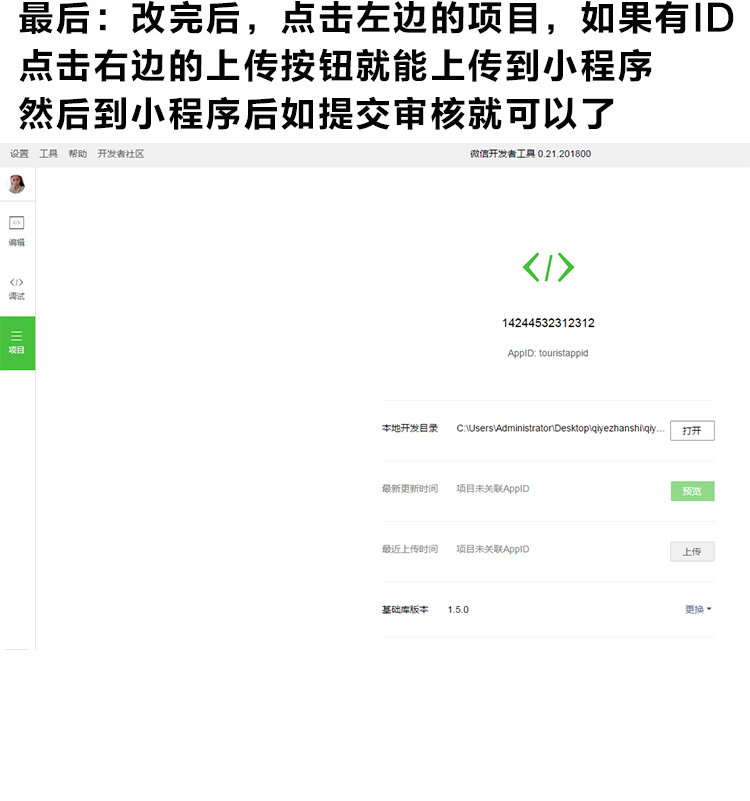 最后：改完后，点击左边的项目，如果有ID
点击右边的上传按钮就能上传到小程序
然后到小程序后如提交审核就可以了
设置 工具 帮助 开发者社区 微信开发者工具 0.21.201800
编辑
调试
项目
14244532312312
AppID: touristappid
本地开发目录 C:\Users\Administrator\Desktop\qiyezhanshi\qiy... 打开
最新更新时间 项目未关联AppID 预览
最近上传时间 项目未关联AppID 上传
基础库版本 1.5.0 更换